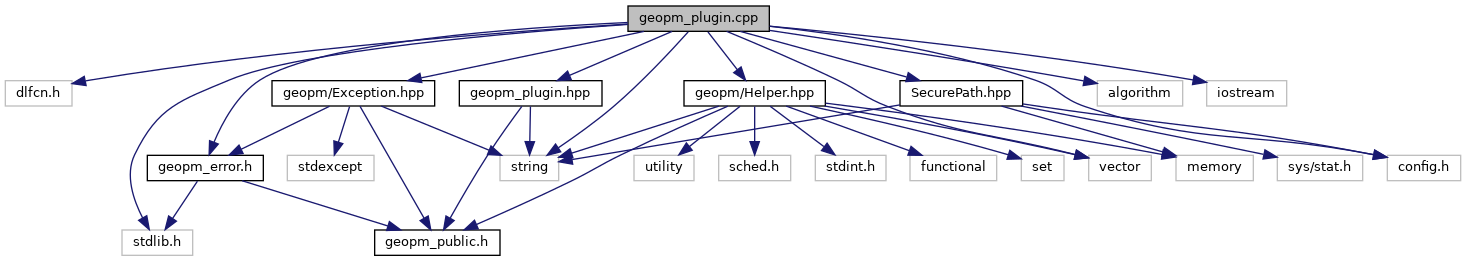 geopm_plugin.cpp
dlfcn.h
geopm/Exception.hpp
geopm_plugin.hpp
geopm/Helper.hpp
SecurePath.hpp
algorithm
iostream
geopm_error.h
stdexcept
string
utility
sched.h
stdint.h
functional
set
vector
memory
sys/stat.h
config.h
stdlib.h
geopm_public.h